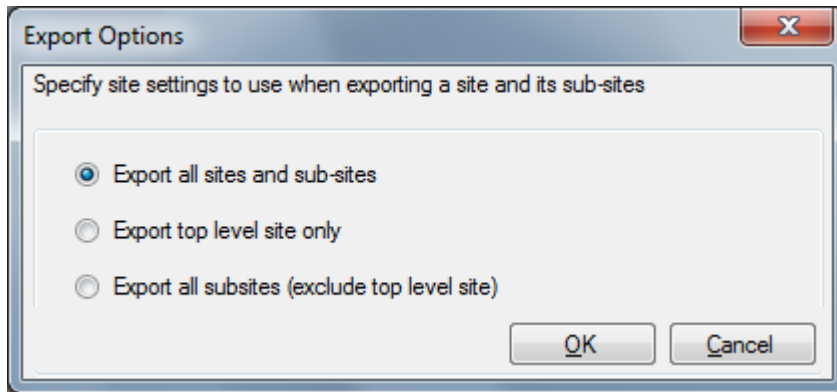 Export Options
Specify site settings to use when exporting a site and its sub-sites
Export all sites and sub-sites
Export top level site only
Export all subsites (exclude top level site)
OK
Cancel